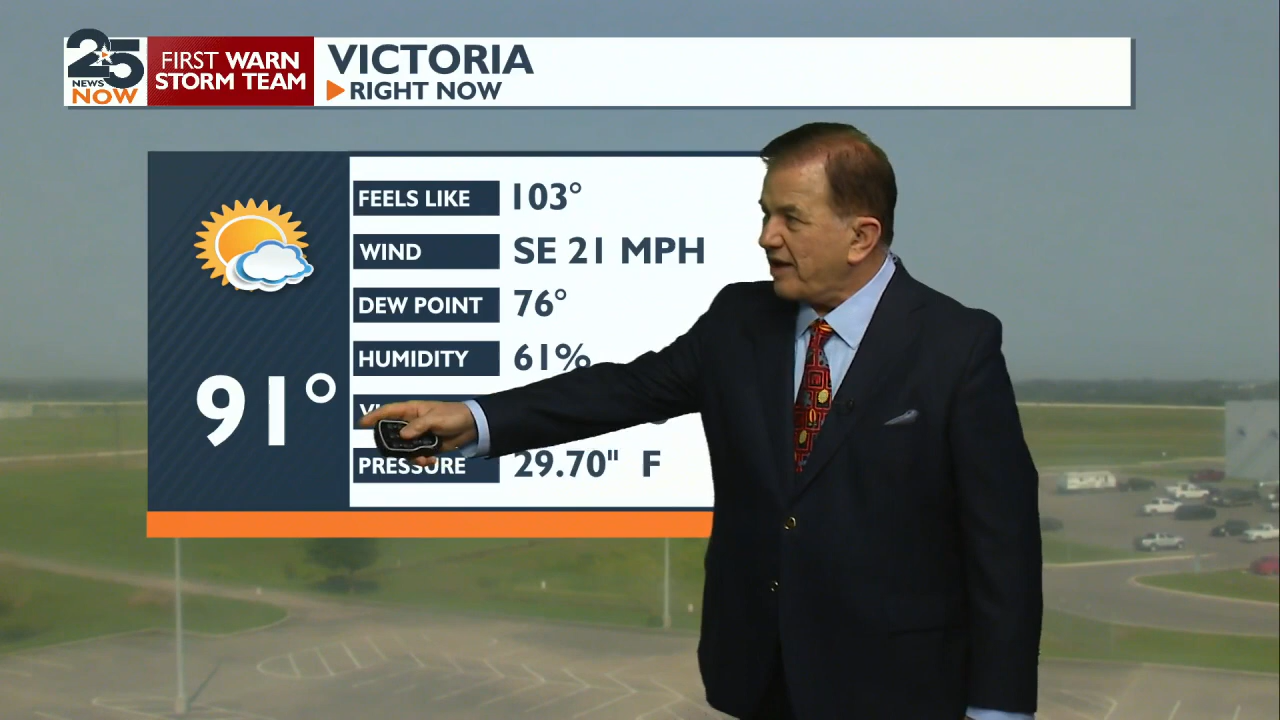 25
NEWS
NOW
FIRST WARN
STORM TEAM
VICTORIA
RIGHT NOW
91°
FEELS LIKE 103°
WIND SE 21 MPH
DEW POINT 76°
HUMIDITY 61%
PRESSURE 29.70" F